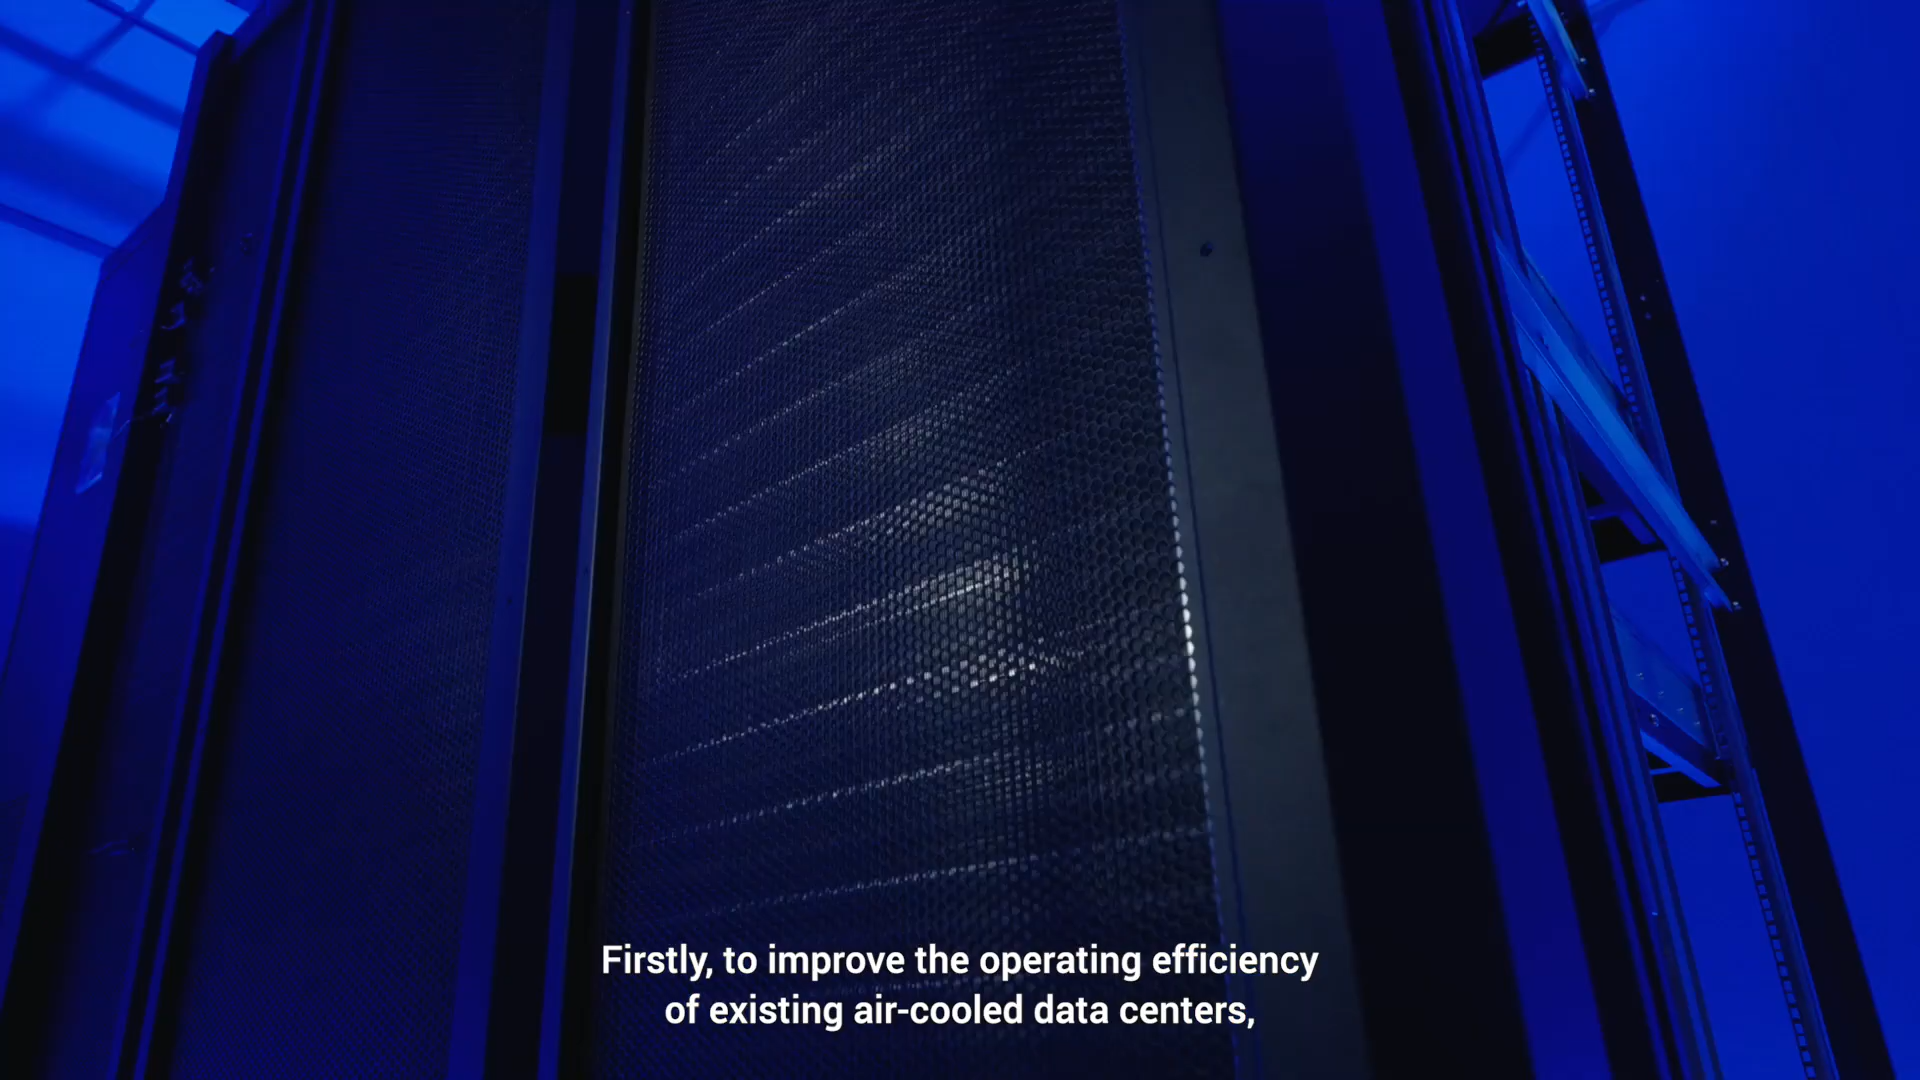 Firstly, to improve the operating efficiency
of existing air-cooled data centers,